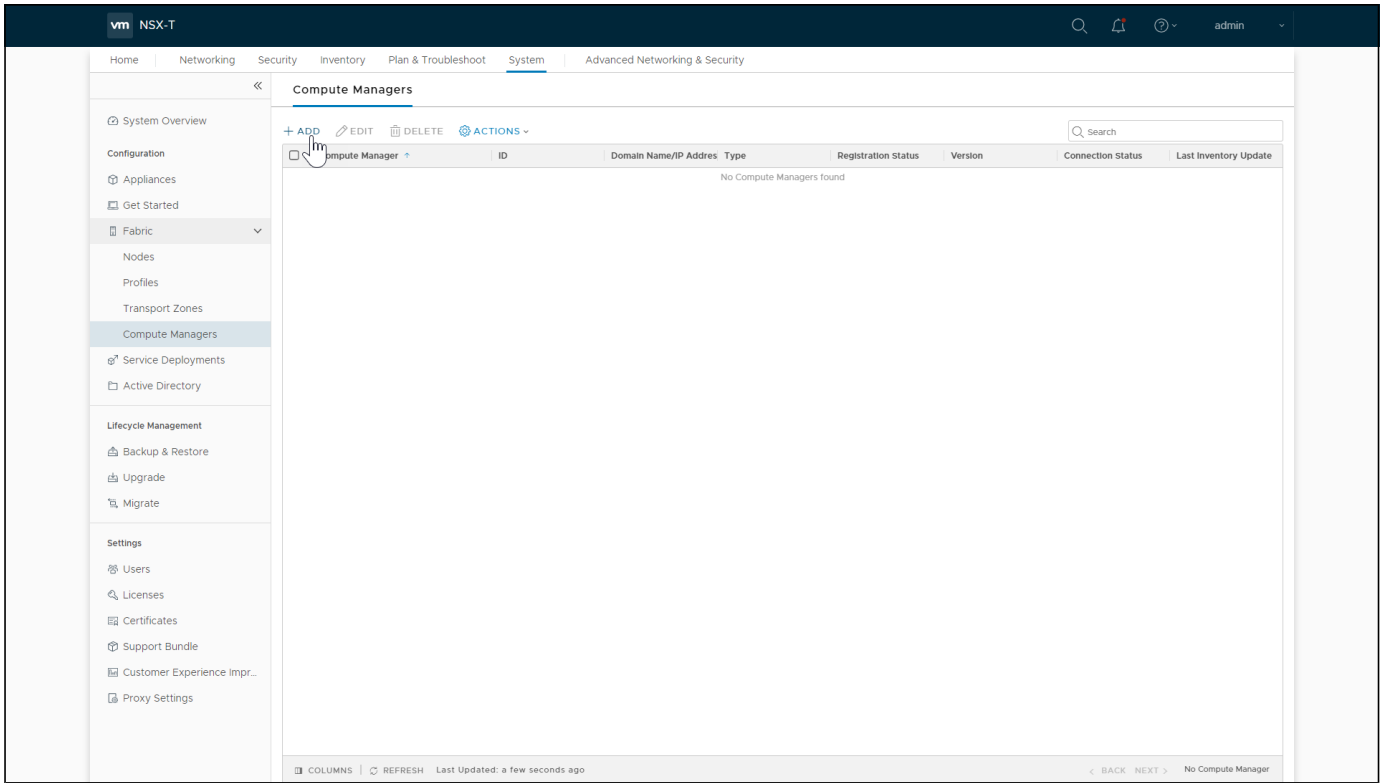 vm NSX-T
admin
Home Networking Security Inventory Plan & Troubleshoot System Advanced Networking & Security
System Overview
Configuration
Appliances
Get Started
Fabric
Nodes
Profiles
Transport Zones
Compute Managers
Service Deployments
Active Directory
Lifecycle Management
Backup & Restore
Upgrade
Migrate
Settings
Users
Licenses
Certificates
Support Bundle
Customer Experience Impr...
Proxy Settings
Compute Managers
+ ADD EDIT DELETE ACTIONS
Search
ompute Manager ID Domain Name/IP Addres Type Registration Status Version Connection Status Last Inventory Update
No Compute Managers found
COLUMNS REFRESH Last Updated: a few seconds ago
< BACK NEXT > No Compute Manager